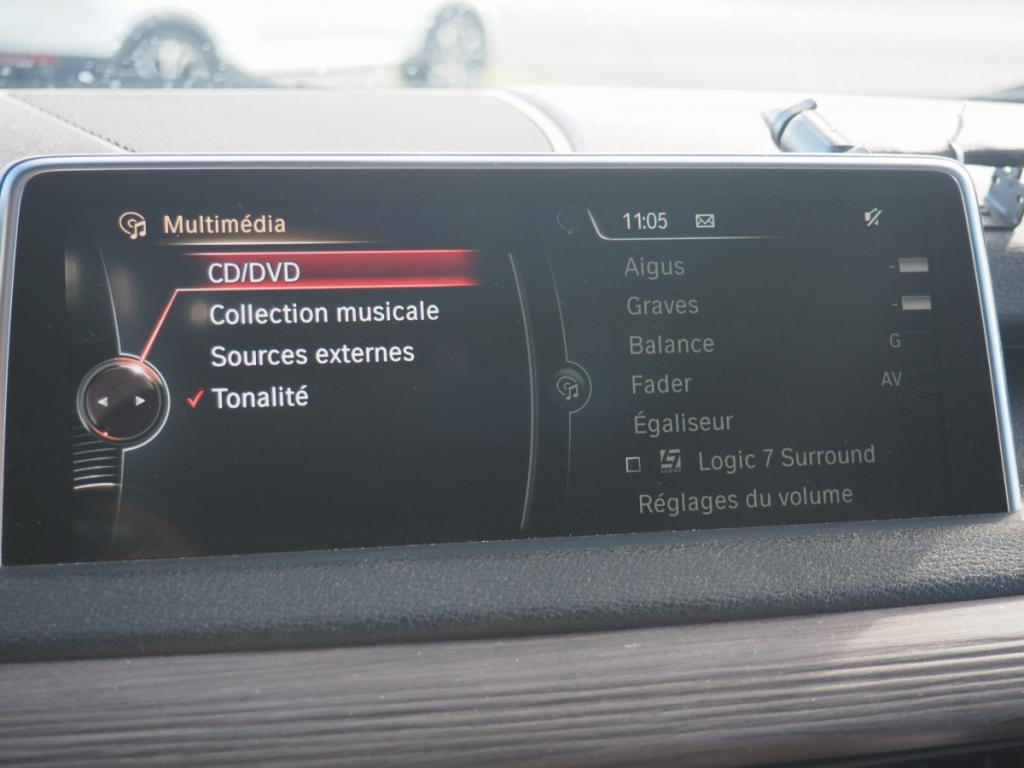 Multimédia
CD/DVD
Collection musicale
Sources externes
Tonalité
11:05
Aigus -
Graves -
Balance G
Fader AV
Égaliseur
Logic 7 Surround
Réglages du volume